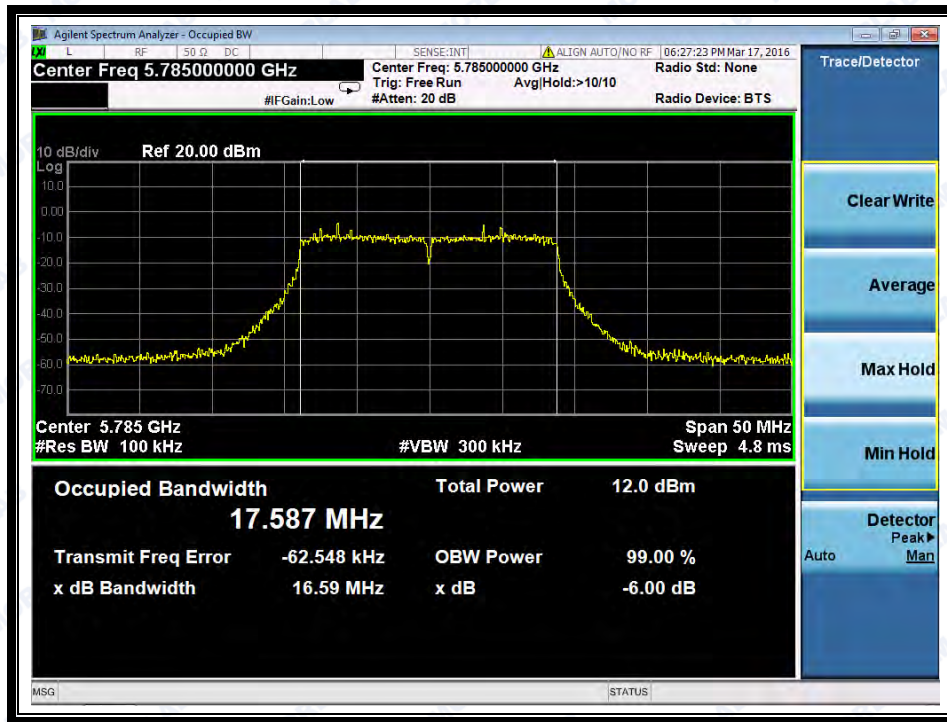 Agilent Spectrum Analyzer - Occupied BW
LXI L RF 50 Ω DC SENSE:INT ALIGN AUTO/NO RF 06:27:23 PM Mar 17, 2016
Center Freq 5.785000000 GHz
Center Freq: 5.785000000 GHz Radio Std: None
Trig: Free Run Avg|Hold:>10/10
#IFGain:Low #Atten: 20 dB Radio Device: BTS
10 dB/div Ref 20.00 dBm
Log
10.0
0.00
-10.0
-20.0
-30.0
-40.0
-50.0
-60.0
-70.0
Center 5.785 GHz Span 50 MHz
#Res BW 100 kHz #VBW 300 kHz Sweep 4.8 ms
Occupied Bandwidth Total Power 12.0 dBm
17.587 MHz
Transmit Freq Error -62.548 kHz OBW Power 99.00 %
x dB Bandwidth 16.59 MHz x dB -6.00 dB
MSG STATUS
Trace/Detector
Clear Write
Average
Max Hold
Min Hold
Detector
Peak▶
Auto Man